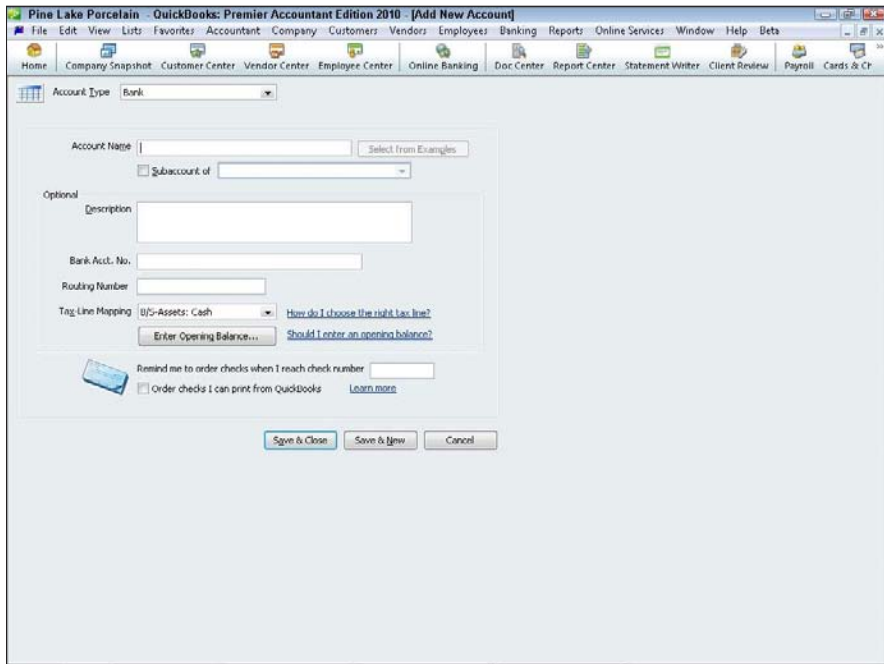 Pine Lake Porcelain - QuickBooks: Premier Accountant Edition 2010 - [Add New Account]
File Edit View Lists Favorites Accountant Company Customers Vendors Employees Banking Reports Online Services Window Help Beta
Home Company Snapshot Customer Center Vendor Center Employee Center Online Banking Doc Center Report Center Statement Writer Client Review Payroll Cards & Ch
Account Type Bank
Account Name Select from Examples
Subaccount of
Optional
Description
Bank Acct. No.
Routing Number
Tax-Line Mapping B/S-Assets: Cash How do I choose the right tax line?
Enter Opening Balance... Should I enter an opening balance?
Remind me to order checks when I reach check number
Order checks I can print from QuickBooks Learn more
Save & Close Save & New Cancel